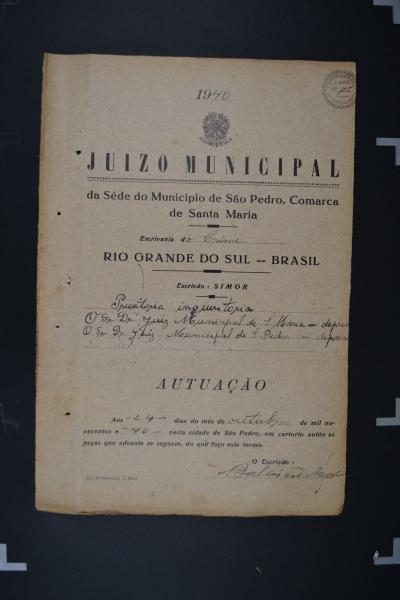 1940
JUIZO MUNICIPAL
da Séde do Municipio de São Pedro, Comarca
de Santa Maria
Escrivania do Crime
RIO GRANDE DO SUL -- BRASIL
Escrivão: SIMOR
Precatoria inquiritoria
O Sr. Dr. Juiz Municipal de S. Maria — depre
O Sr. Dr. Juiz Municipal de S. Pedro — depre
AUTUAÇÃO
Aos -24- dias do mês de outubro de mil no-
vecentos e -40- nesta cidade de São Pedro, em cartorio autúo as
peças que adeante se seguem, do que faço este termo.
O Escrivão: